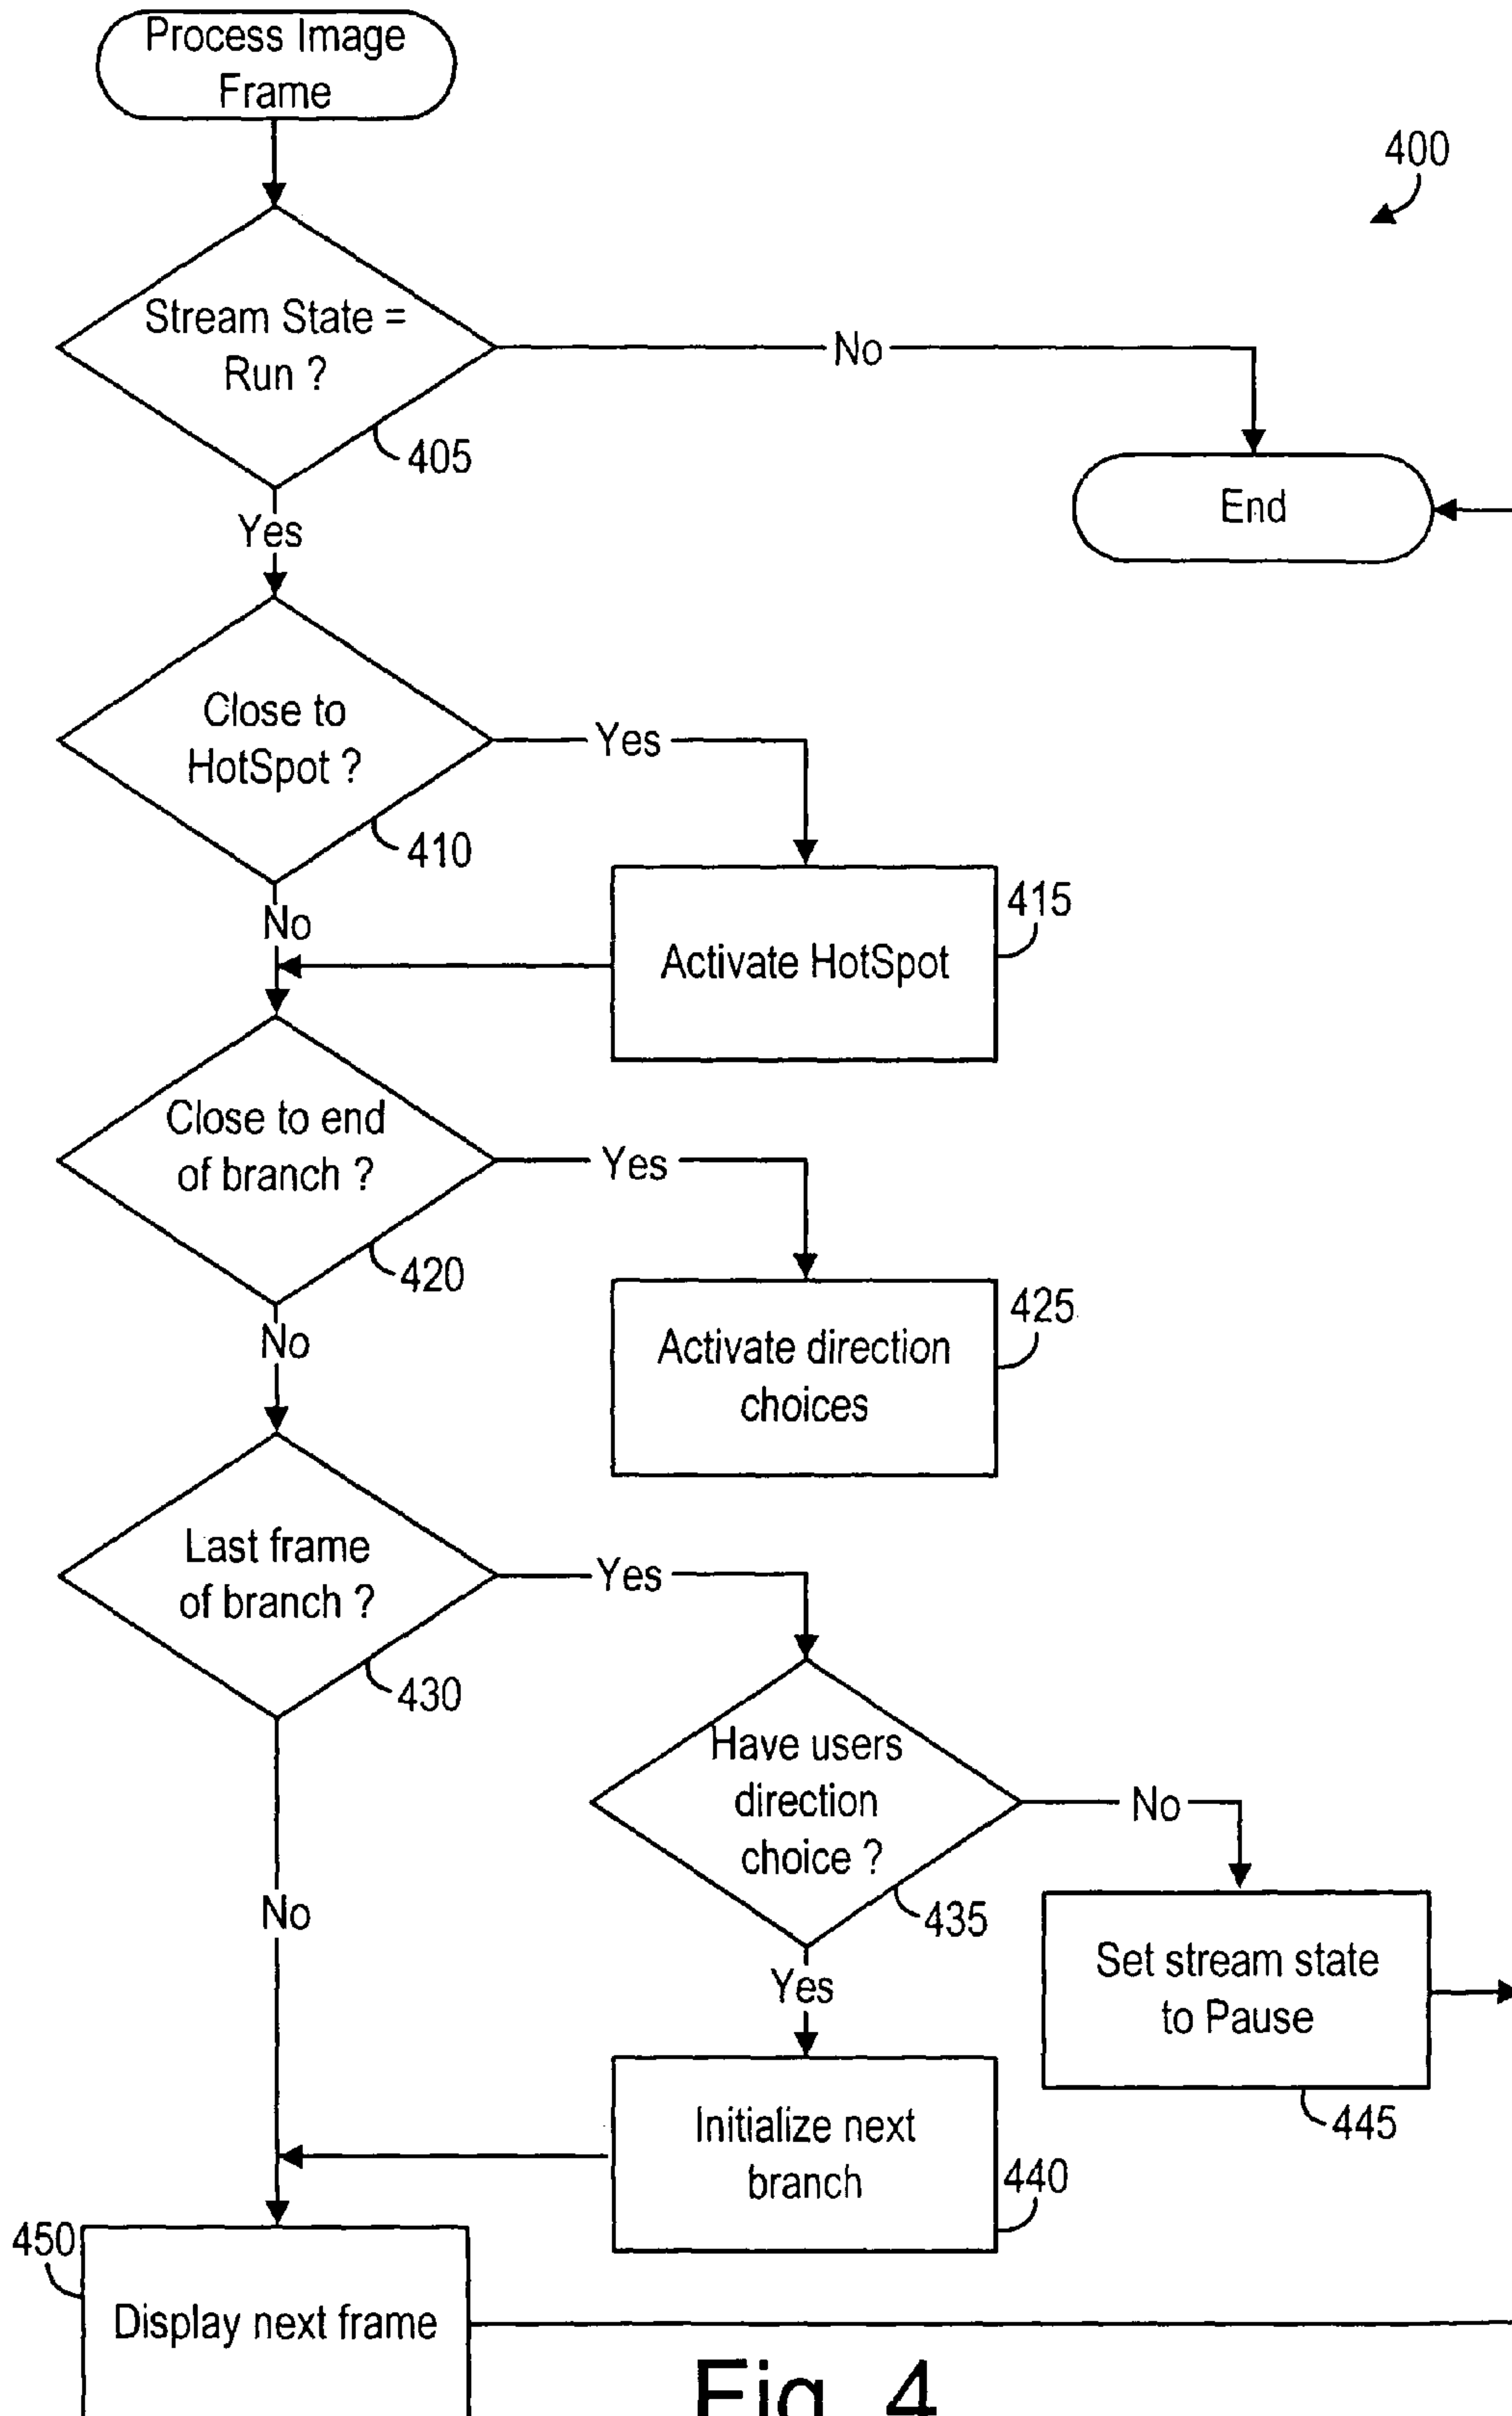 Process Image
Frame
400
Stream State =
Run ?
No
405
End
Yes
Close to
HotSpot ?
Yes
410
415
No
Activate HotSpot
Close to end
of branch ?
Yes
420
425
No
Activate direction
choices
Last frame
of branch ?
Yes
430
Have users
direction
choice ?
No
435
No
Set stream state
to Pause
Yes
445
Initialize next
branch
440
450
Display next frame
Fig. 4